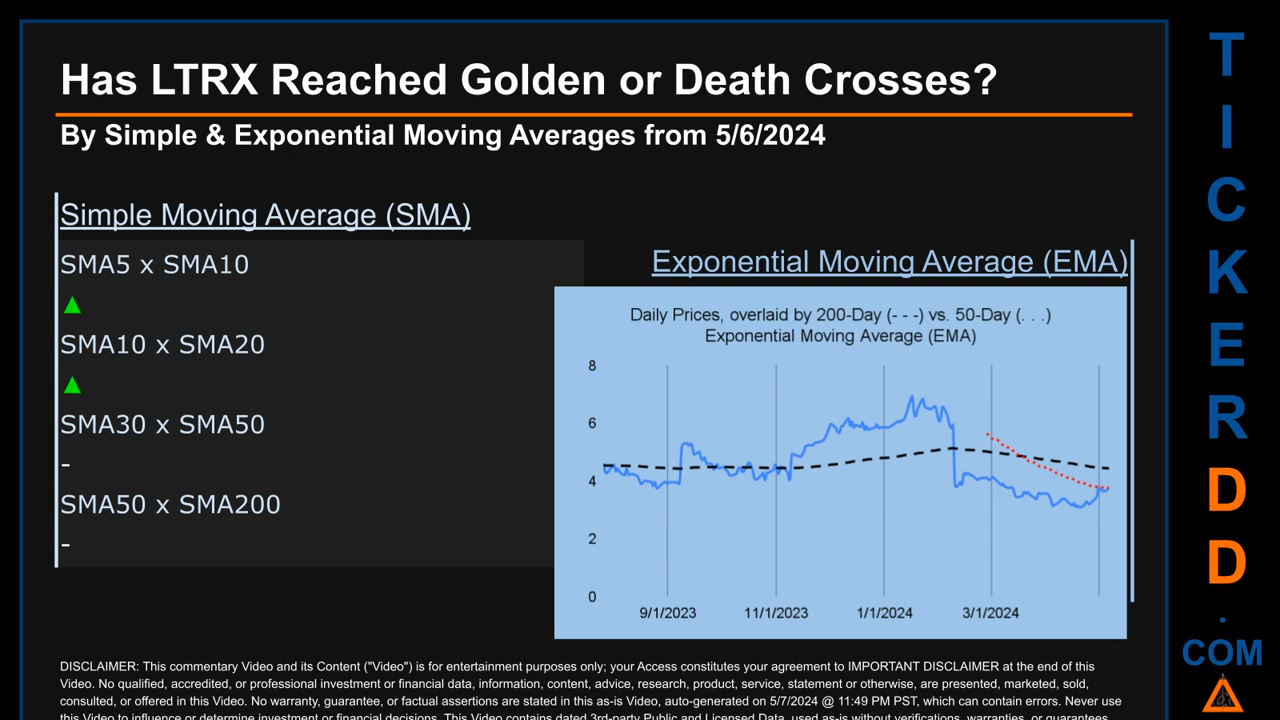 Has LTRX Reached Golden or Death Crosses?
By Simple & Exponential Moving Averages from 5/6/2024
Simple Moving Average (SMA)
SMA5 x SMA10
▲
SMA10 x SMA20
▲
SMA30 x SMA50
-
SMA50 x SMA200
-
Exponential Moving Average (EMA)
Daily Prices, overlaid by 200-Day (- - -) vs. 50-Day (. . .)
Exponential Moving Average (EMA)
8
6
4
2
0
9/1/2023 11/1/2023 1/1/2024 3/1/2024
DISCLAIMER: This commentary Video and its Content ("Video") is for entertainment purposes only; your Access constitutes your agreement to IMPORTANT DISCLAIMER at the end of this
Video. No qualified, accredited, or professional investment or financial data, information, content, advice, research, product, service, statement or otherwise, are presented, marketed, sold,
consulted, or offered in this Video. No warranty, guarantee, or factual assertions are stated in this as-is Video, auto-generated on 5/7/2024 @ 11:49 PM PST, which can contain errors. Never use
this Video to influence or determine investment or financial decisions. This Video contains dated 3rd-party Public and Licensed Data, used as-is without verifications, warranties, or guarantees
T
I
C
K
E
R
D
D
.
COM